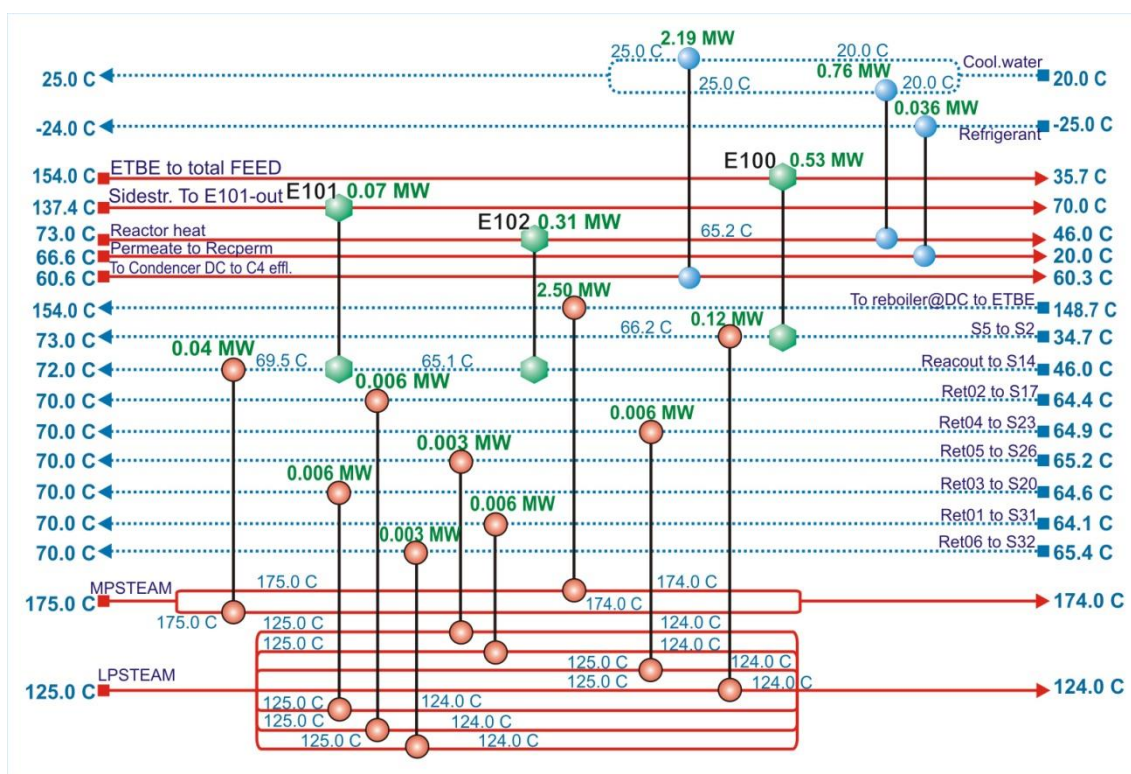 2.19 MW
25.0 C
20.0 C
Cool.water
25.0 C
0.76 MW
25.0 C
20.0 C
20.0 C
0.036 MW
-24.0 C
Refrigerant
-25.0 C
ETBE to total FEED
E100
0.53 MW
154.0 C
35.7 C
Sidestr. To E101-out
E101
0.07 MW
137.4 C
70.0 C
E102
0.31 MW
73.0 C
Reactor heat
65.2 C
46.0 C
66.6 C
Permeate to Recperm
20.0 C
60.6 C
To Condencer DC to C4 effl.
60.3 C
2.50 MW
154.0 C
To reboiler@DC to ETBE
148.7 C
0.12 MW
73.0 C
66.2 C
S5 to S2
34.7 C
0.04 MW
72.0 C
69.5 C
65.1 C
Reacout to S14
46.0 C
0.006 MW
70.0 C
Ret02 to S17
64.4 C
0.006 MW
70.0 C
Ret04 to S23
64.9 C
0.003 MW
70.0 C
Ret05 to S26
65.2 C
0.006 MW
70.0 C
Ret03 to S20
64.6 C
0.006 MW
70.0 C
Ret01 to S31
64.1 C
0.003 MW
70.0 C
Ret06 to S32
65.4 C
MPSTEAM
175.0 C
174.0 C
175.0 C
174.0 C
175.0 C
174.0 C
125.0 C
124.0 C
125.0 C
124.0 C
LPSTEAM
125.0 C
124.0 C
125.0 C
125.0 C
124.0 C
124.0 C
125.0 C
124.0 C
125.0 C
124.0 C
125.0 C
124.0 C